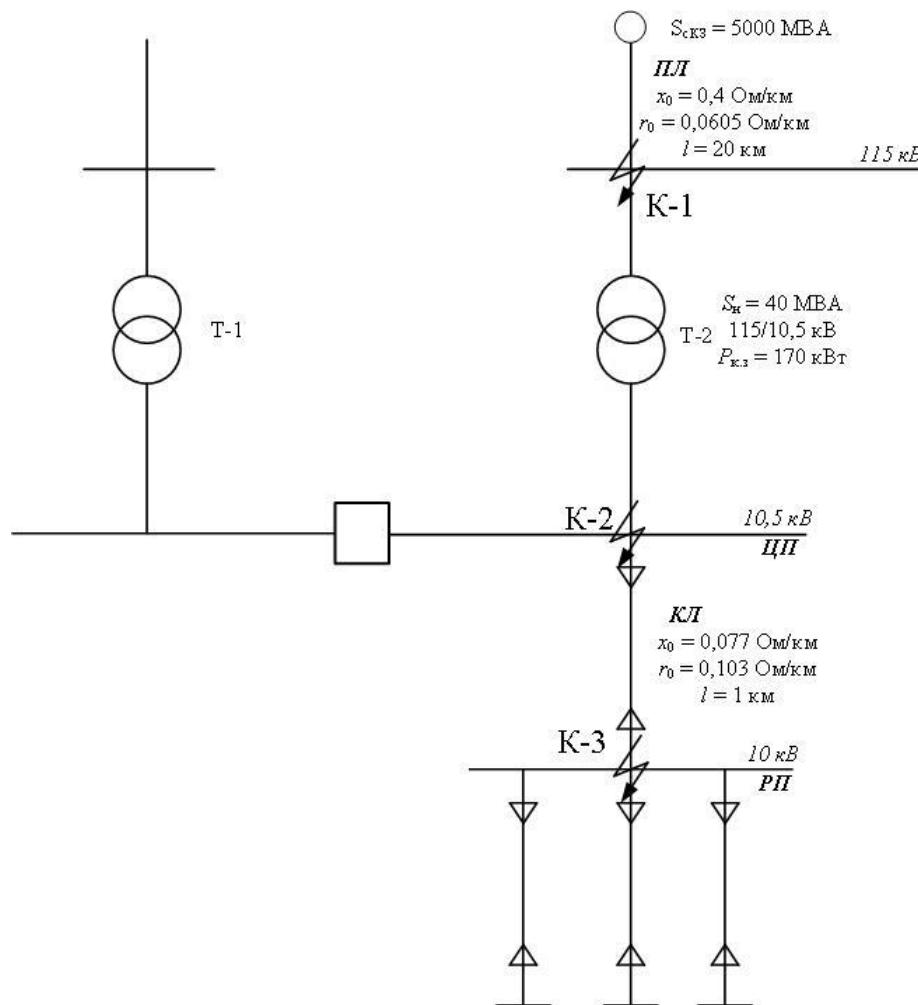 SсКЗ = 5000 МВА
ПЛ
x0 = 0,4 Ом/км
r0 = 0,0605 Ом/км
l = 20 км
115 кВ
К-1
Т-1
Т-2
Sн = 40 МВА
115/10,5 кВ
Pк.з = 170 кВт
К-2
10,5 кВ
ЦП
КЛ
x0 = 0,077 Ом/км
r0 = 0,103 Ом/км
l = 1 км
К-3
10 кВ
РП